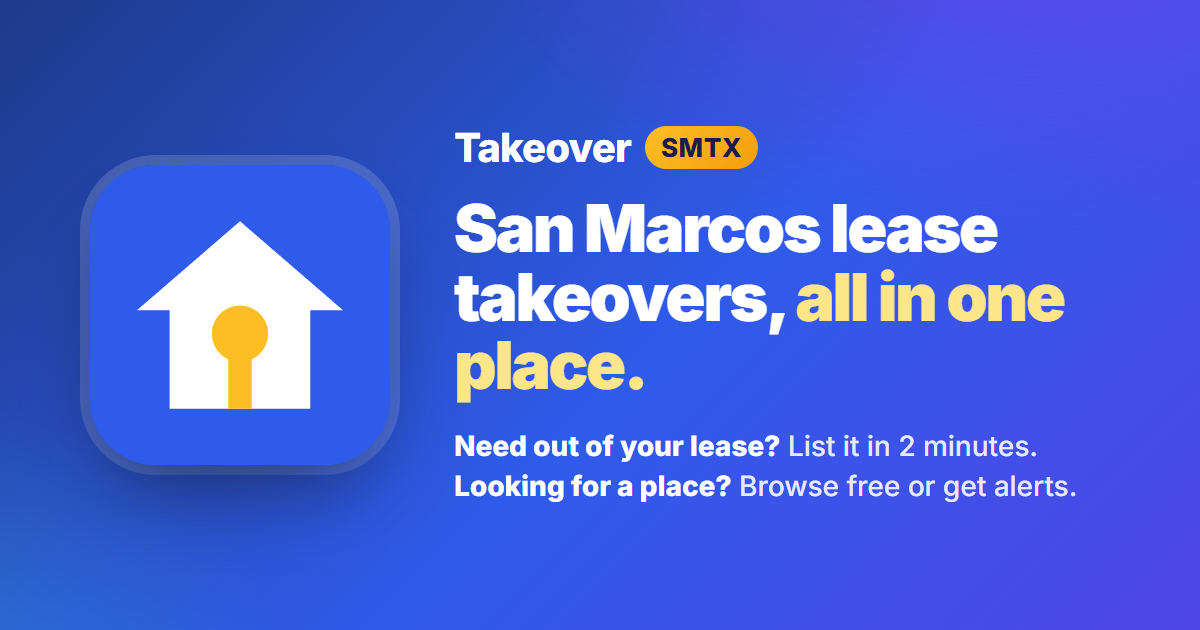 Takeover SMTX
San Marcos lease
takeovers, all in one
place.
Need out of your lease? List it in 2 minutes.
Looking for a place? Browse free or get alerts.